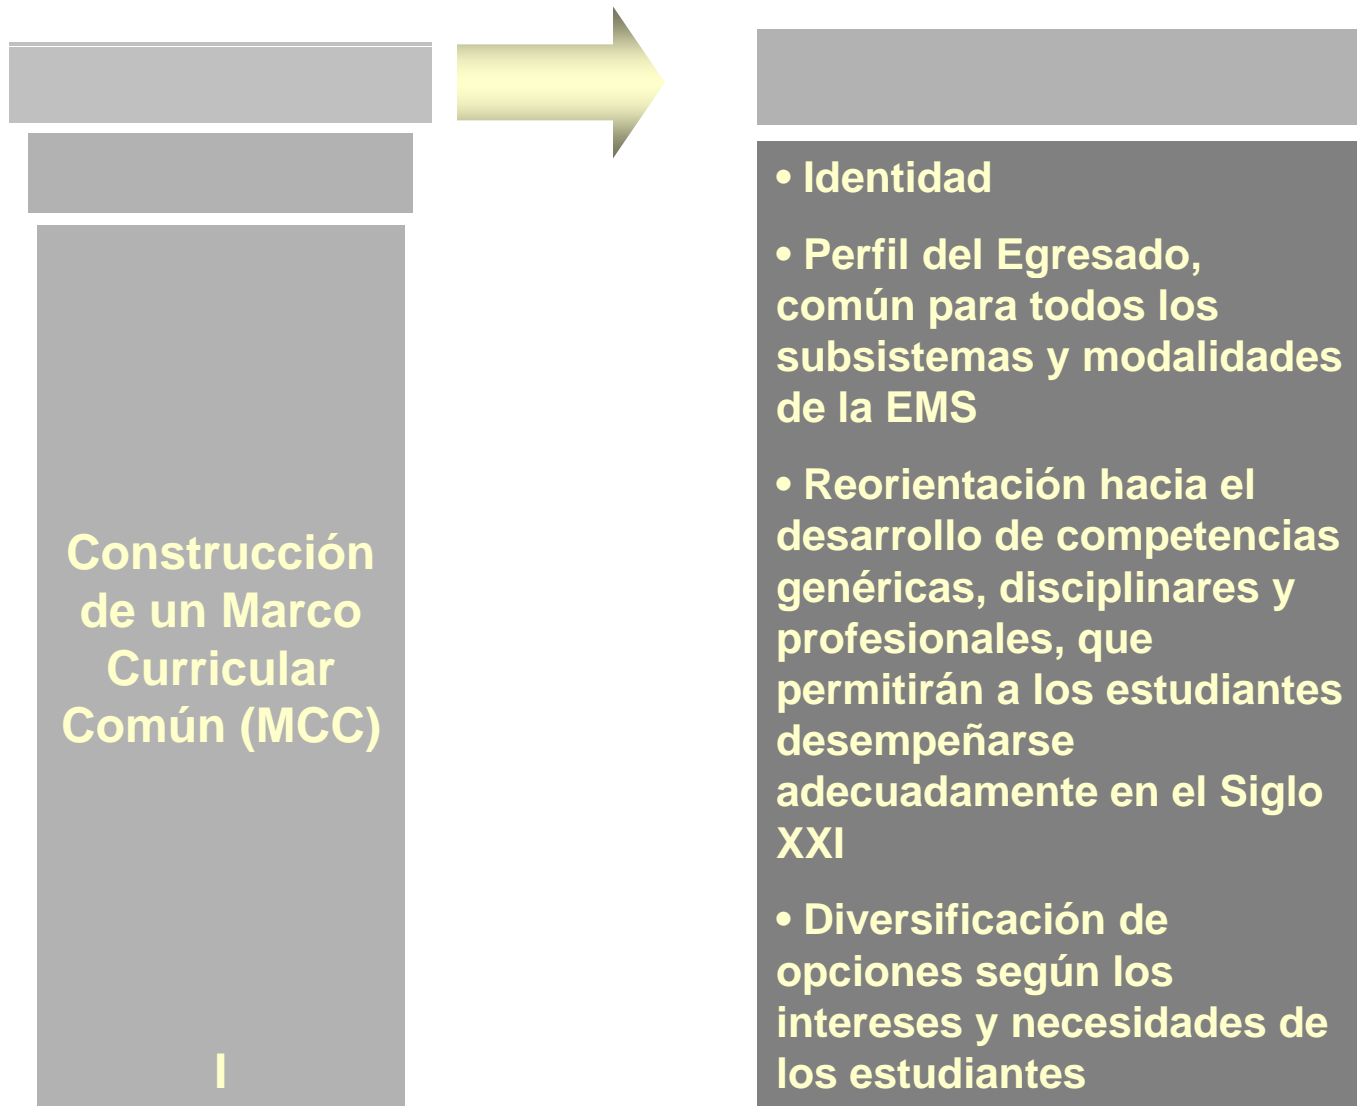 Construcción
de un Marco
Curricular
Común (MCC)
I
• Identidad
• Perfil del Egresado,
común para todos los
subsistemas y modalidades
de la EMS
• Reorientación hacia el
desarrollo de competencias
genéricas, disciplinares y
profesionales, que
permitirán a los estudiantes
desempeñarse
adecuadamente en el Siglo
XXI
• Diversificación de
opciones según los
intereses y necesidades de
los estudiantes